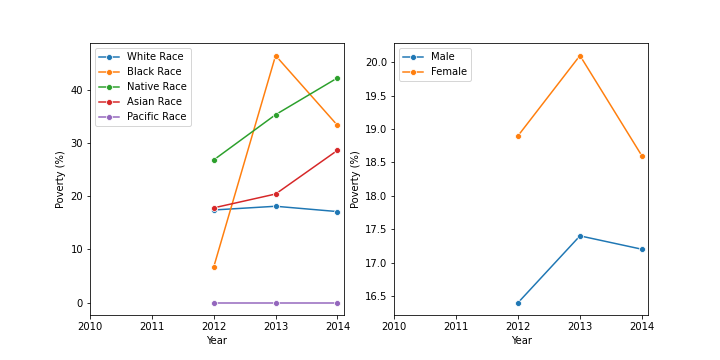 White Race
Black Race
Native Race
Asian Race
Pacific Race
40
30
20
10
0
Poverty (%)
2010 2011 2012 2013 2014
Year
Male
Female
20.0
19.5
19.0
18.5
18.0
17.5
17.0
16.5
Poverty (%)
2010 2011 2012 2013 2014
Year